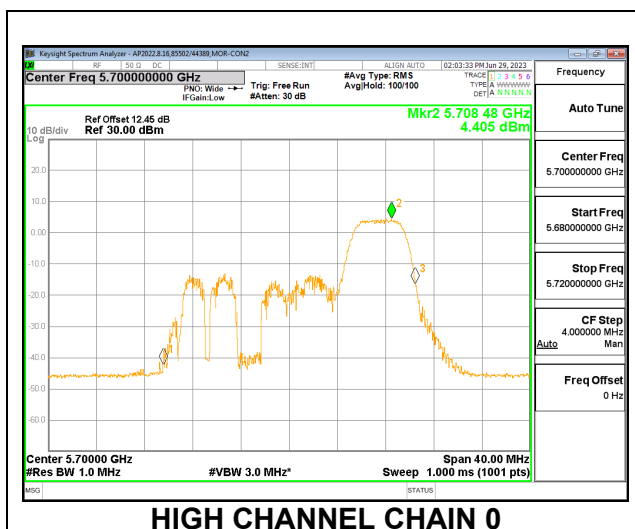 Keysight Spectrum Analyzer - AP2022.8.16,85502/44389,MOR-CON2
RF 50 Ω DC SENSE:INT ALIGN AUTO 02:03:33 PM Jun 29, 2023
Center Freq 5.700000000 GHz
PNO: Wide
IFGain:Low
Trig: Free Run
#Atten: 30 dB
#Avg Type: RMS
Avg|Hold: 100/100
TRACE 1 2 3 4 5 6
TYPE A WWWWW
DET A N N N N N
Frequency
Auto Tune
Center Freq
5.700000000 GHz
Start Freq
5.680000000 GHz
Stop Freq
5.720000000 GHz
CF Step
4.000000 MHz
Auto Man
Freq Offset
0 Hz
Mkr2 5.708 48 GHz
4.405 dBm
Ref Offset 12.45 dB
10 dB/div Ref 30.00 dBm
Log
20.0
10.0
0.00
-10.0
-20.0
-30.0
-40.0
-50.0
-60.0
2
3
Center 5.70000 GHz Span 40.00 MHz
#Res BW 1.0 MHz #VBW 3.0 MHz* Sweep 1.000 ms (1001 pts)
MSG STATUS
HIGH CHANNEL CHAIN 0